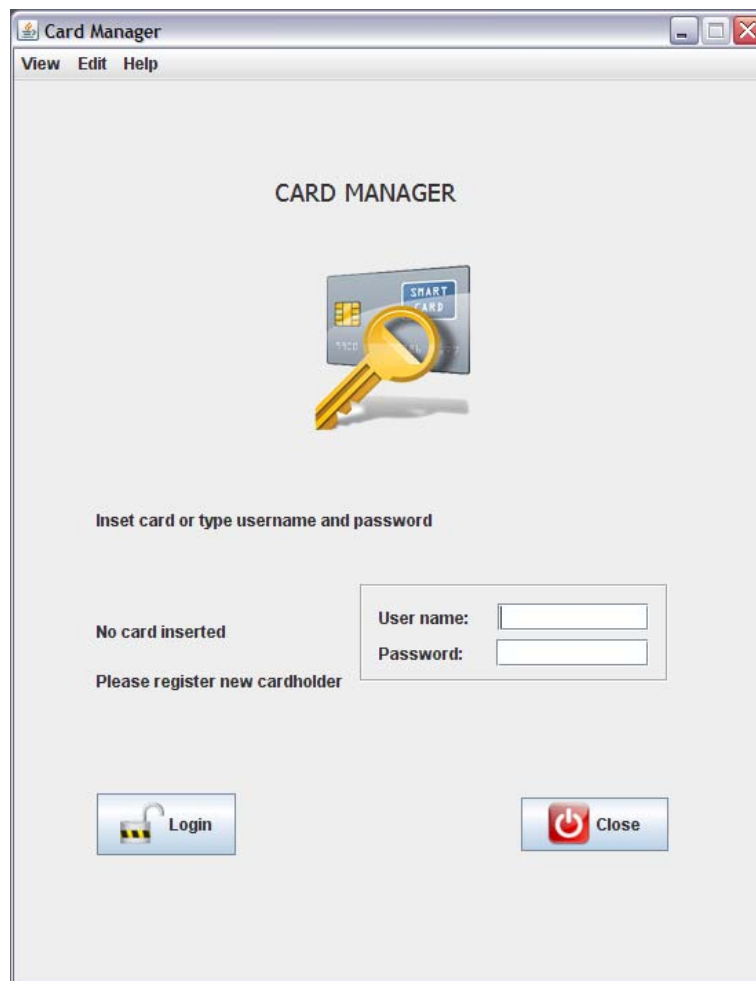 Card Manager
View Edit Help
CARD MANAGER
SMART
CARD
Inset card or type username and password
User name:
No card inserted
Password:
Please register new cardholder
Login
Close